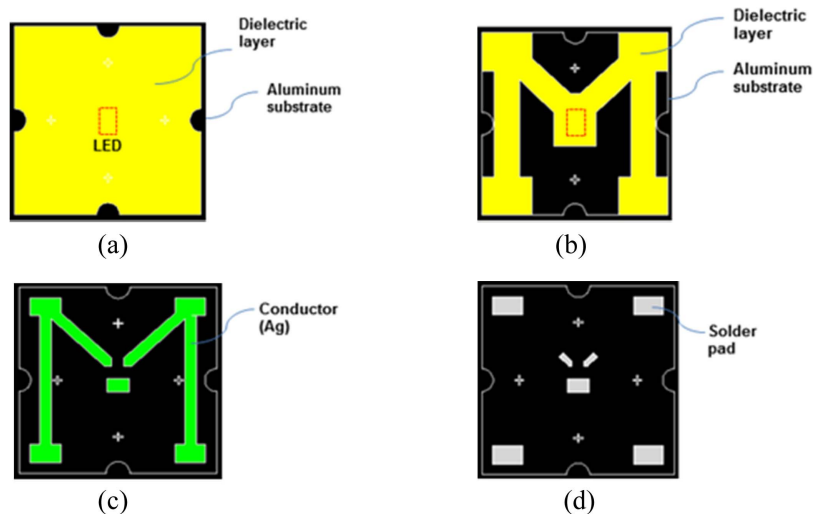 Dielectric
layer
Aluminum
substrate
LED
(a)
Dielectric
layer
Aluminum
substrate
(b)
Conductor
(Ag)
(c)
Solder
pad
(d)